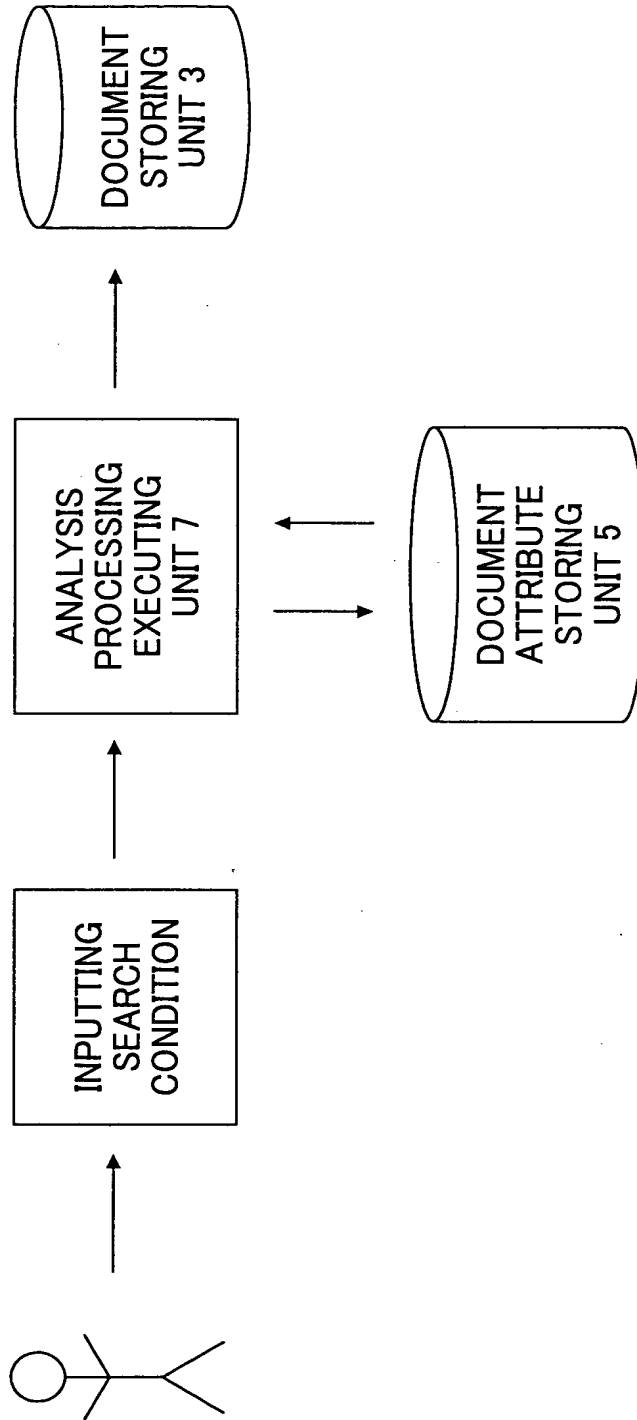 INPUTTING
SEARCH
CONDITION
ANALYSIS
PROCESSING
EXECUTING
UNIT 7
DOCUMENT
STORING
UNIT 3
DOCUMENT
ATTRIBUTE
STORING
UNIT 5